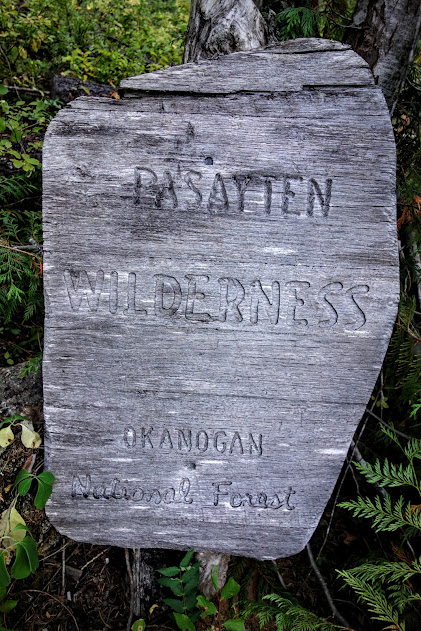 PASAYTEN
WILDERNESS
OKANOGAN
National Forest